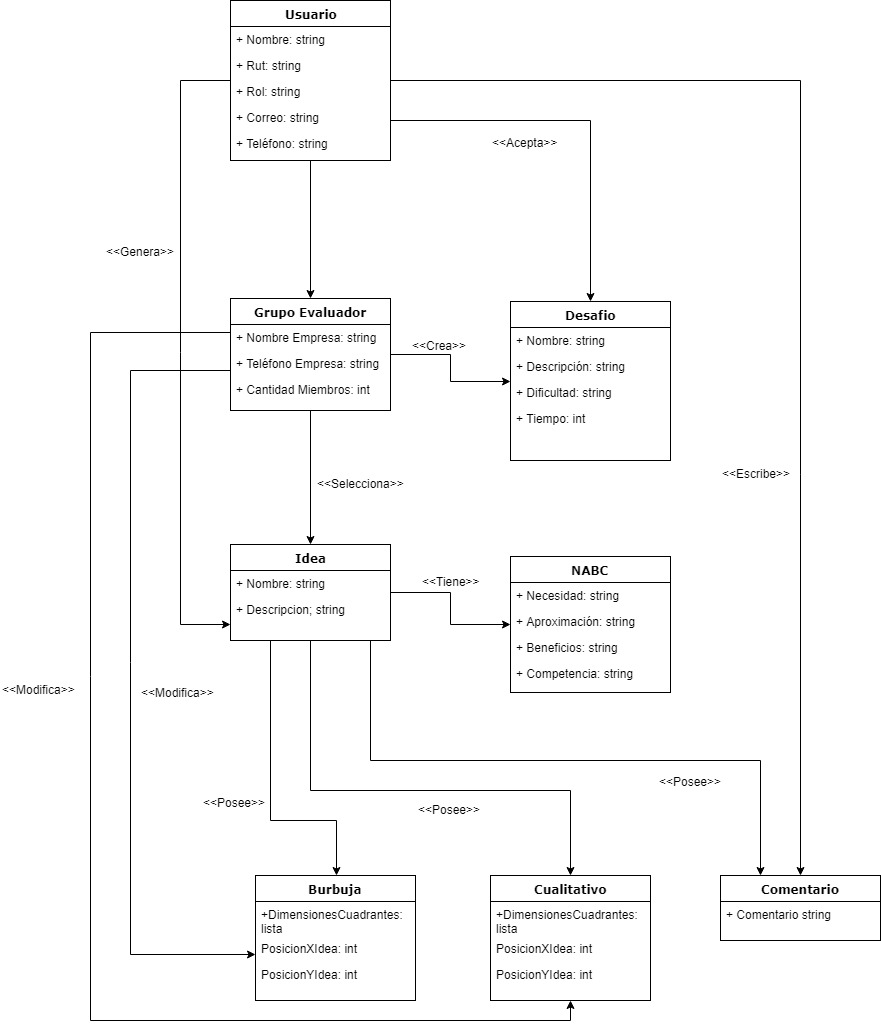 Usuario
+ Nombre: string
+ Rut: string
+ Rol: string
+ Correo: string
+ Teléfono: string
<<Acepta>>
<<Genera>>
Grupo Evaluador
+ Nombre Empresa: string
+ Teléfono Empresa: string
+ Cantidad Miembros: int
<<Crea>>
Desafio
+ Nombre: string
+ Descripción: string
+ Dificultad: string
+ Tiempo: int
<<Escribe>>
<<Selecciona>>
Idea
+ Nombre: string
+ Descripcion; string
<<Tiene>>
NABC
+ Necesidad: string
+ Aproximación: string
+ Beneficios: string
+ Competencia: string
<<Modifica>>
<<Modifica>>
<<Posee>>
<<Posee>>
<<Posee>>
Burbuja
+DimensionesCuadrantes:
lista
PosicionXIdea: int
PosicionYIdea: int
Cualitativo
+DimensionesCuadrantes:
lista
PosicionXIdea: int
PosicionYIdea: int
Comentario
+ Comentario string